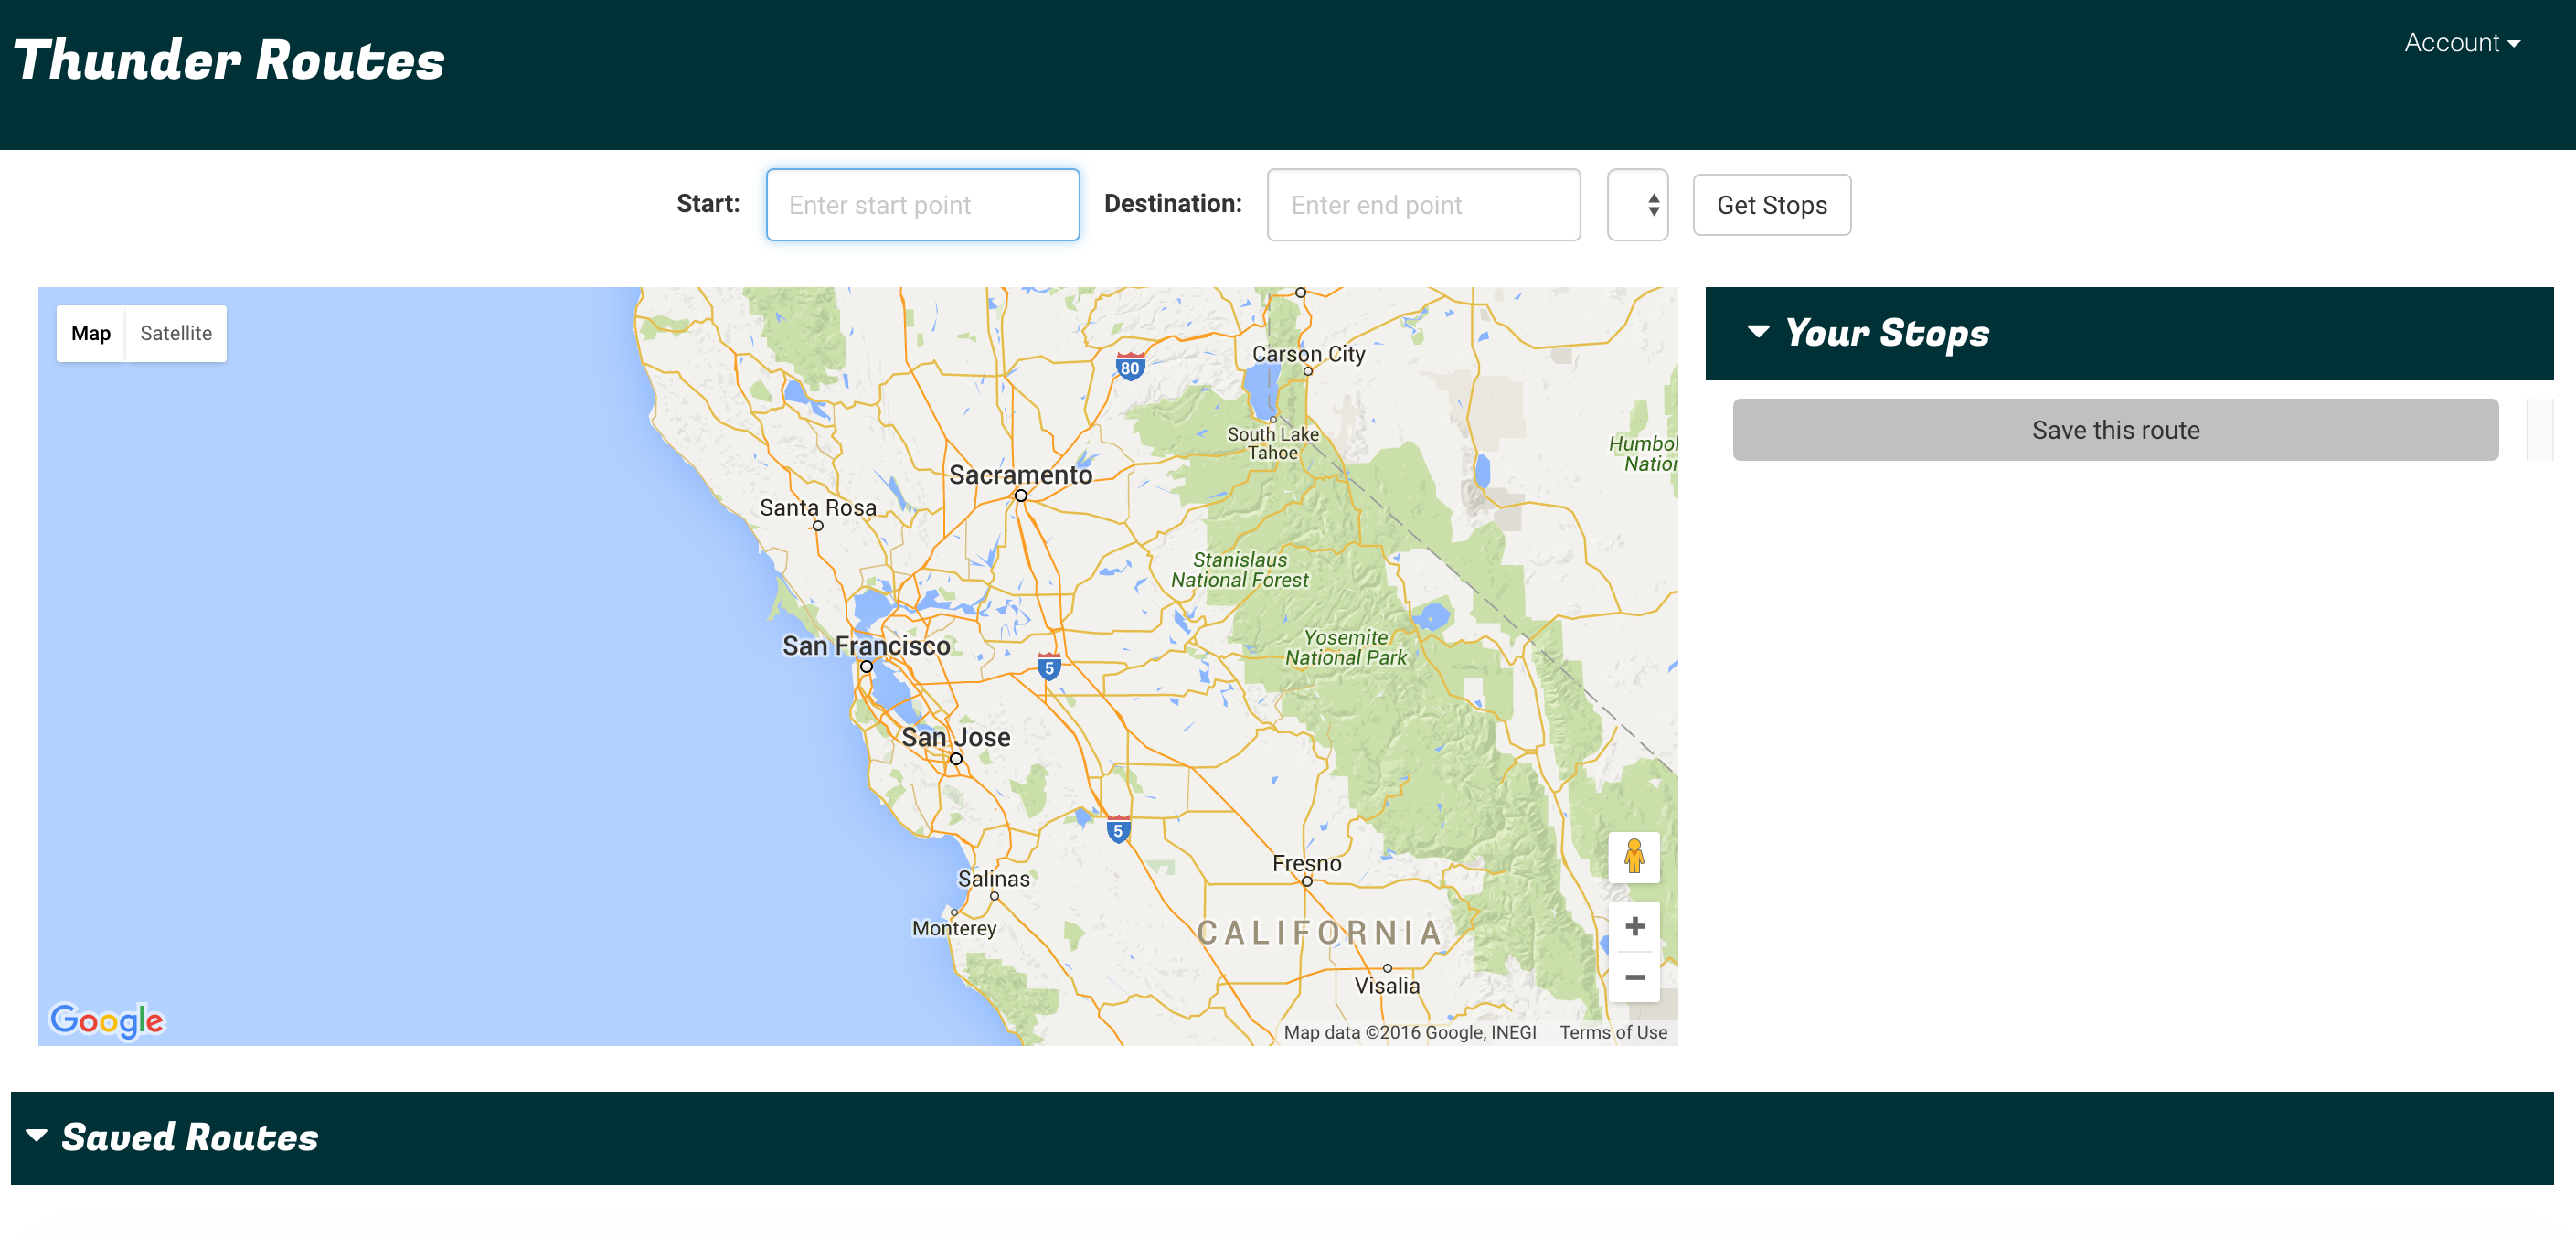 Thunder Routes
Account
Start:
Enter start point
Destination:
Enter end point
Get Stops
Map
Satellite
80
Carson City
South Lake
Tahoe
Humbol
Nation
Sacramento
Santa Rosa
Stanislaus
National Forest
Yosemite
National Park
San Francisco
5
San Jose
5
Fresno
Salinas
Monterey
CALIFORNIA
Visalia
Google
Map data ©2016 Google, INEGI
Terms of Use
Your Stops
Save this route
Saved Routes